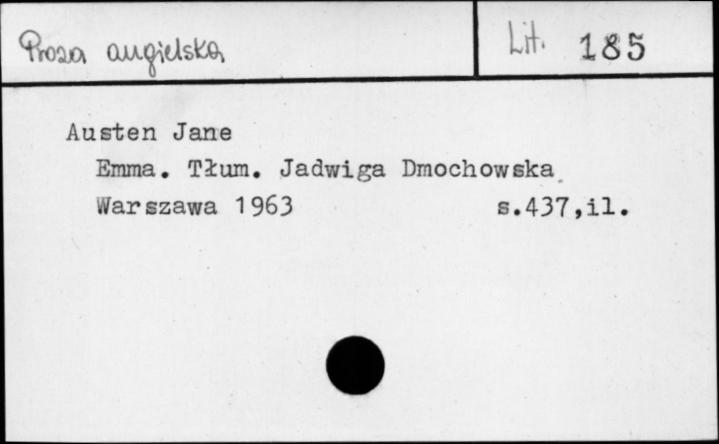 Proza angielska
Lit. 185
Austen Jane
Emma. Tłum. Jadwiga Dmochowska
Warszawa 1963 s.437,il.